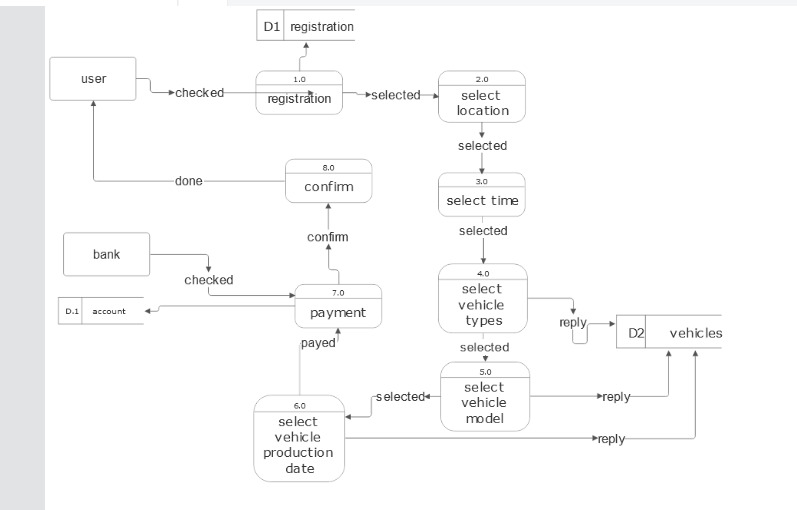 D1 registration
user
1.0
registration
checked
selected
2.0
select
location
selected
8.0
confirm
done
3.0
select time
selected
confirm
bank
checked
4.0
select
vehicle
types
7.0
payment
D.1 account
reply
D2 vehicles
payed
selected
5.0
select
vehicle
model
selected
reply
6.0
select
vehicle
production
date
reply